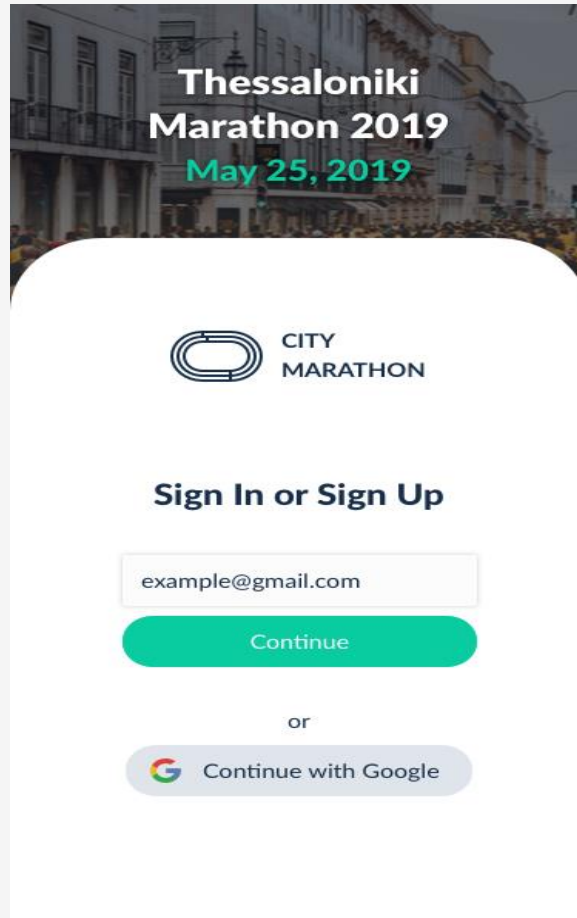 Thessaloniki
Marathon 2019
May 25, 2019
CITY
MARATHON
Sign In or Sign Up
example@gmail.com
Continue
or
Continue with Google